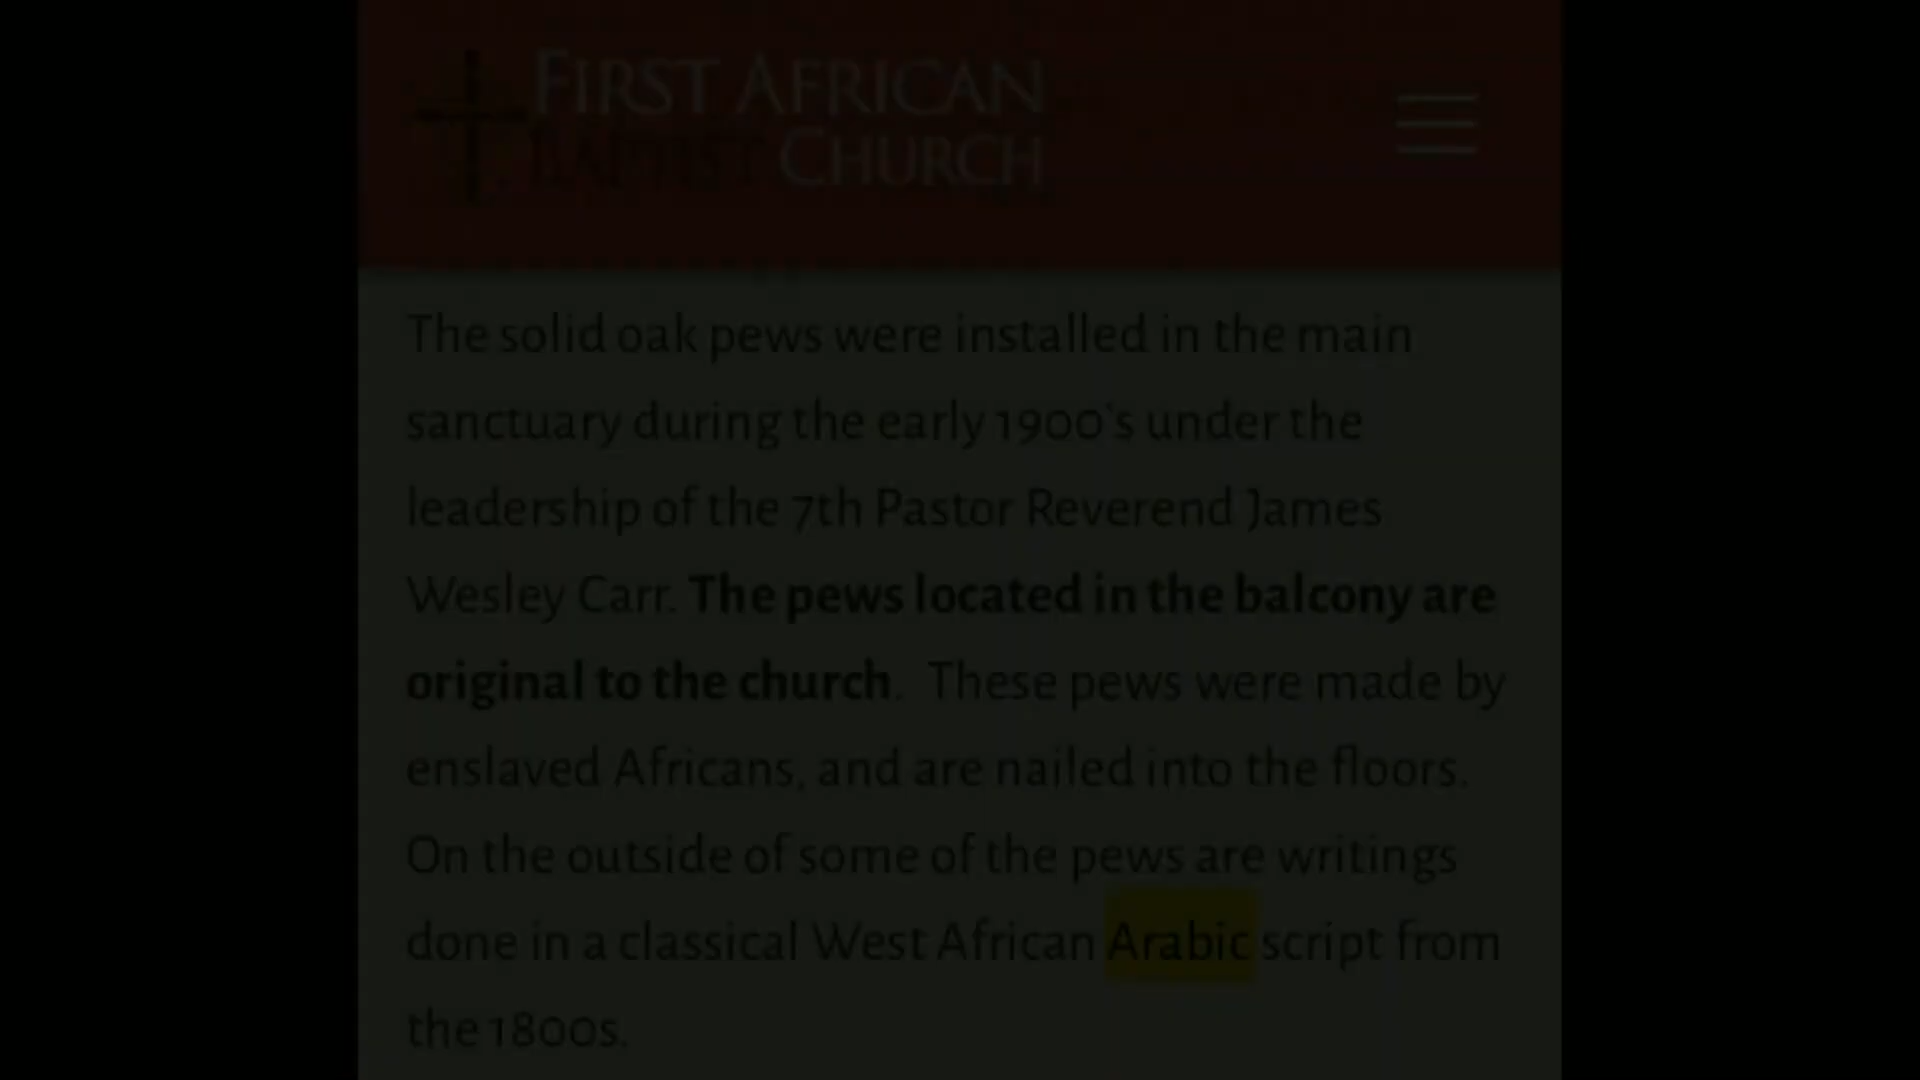 FIRST AFRICAN
BAPTIST CHURCH
The solid oak pews were installed in the main
sanctuary during the early 1900's under the
leadership of the 7th Pastor Reverend James
Wesley Carr. The pews located in the balcony are
original to the church.  These pews were made by
enslaved Africans, and are nailed into the floors.
On the outside of some of the pews are writings
done in a classical West African Arabic script from
the 1800s.